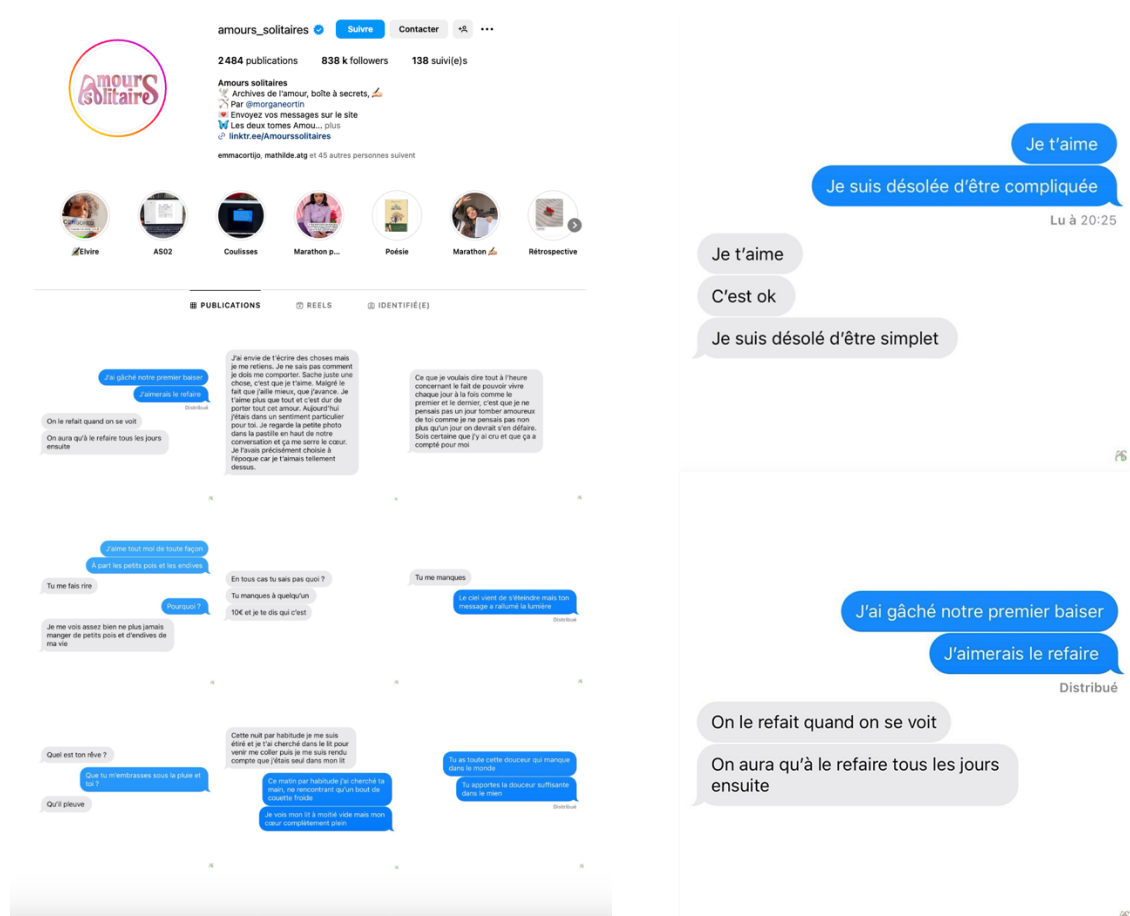 amours_solitaires
Suivre
Contacter
2 484 publications
838 k followers
138 suivi(e)s
Amours solitaires
Amours solitaires
Archives de l'amour, boîte à secrets,
Par @morganeortin
Envoyez vos messages sur le site
Les deux tomes Amou... plus
linktr.ee/Amourssolitaires
emmacortijo, mathilde.atg et 45 autres personnes suivent
Elvire
AS02
Coulisses
Marathon p...
Poésie
Marathon
Rétrospective
PUBLICATIONS
REELS
IDENTIFIÉ(E)
J'ai gâché notre premier baiser
J'aimerais le refaire
Distribué
On le refait quand on se voit
On aura qu'à le refaire tous les jours
ensuite
J'ai envie de t'écrire des choses mais
je me retiens. Je ne sais pas comment
je dois me comporter. Sache juste une
chose, c'est que je t'aime. Malgré le
fait que j'aille mieux, que j'avance. Je
t'aime plus que tout et c'est dur de
porter tout cet amour. Aujourd'hui
j'étais dans un sentiment particulier
pour toi. Je regarde la petite photo
dans la pastille en haut de notre
conversation et ça me serre le cœur.
Je l'avais précisément choisie à
l'époque car je t'aimais tellement
dessus.
Ce que je voulais dire tout à l'heure
concernant le fait de pouvoir vivre
chaque jour à la fois comme le
premier et le dernier, c'est que je ne
pensais pas un jour tomber amoureux
de toi comme je ne pensais pas non
plus qu'un jour on devrait s'en défaire.
Sois certaine que j'y ai cru et que ça a
compté pour moi
J'aime tout moi de toute façon
À part les petits pois et les endives
Tu me fais rire
Pourquoi ?
Je me vois assez bien ne plus jamais
manger de petits pois et d'endives de
ma vie
En tous cas tu sais pas quoi ?
Tu manques à quelqu'un
10€ et je te dis qui c'est
Tu me manques
Le ciel vient de s'éteindre mais ton
message a rallumé la lumière
Distribué
Quel est ton rêve ?
Que tu m'embrasses sous la pluie et
toi ?
Qu'il pleuve
Cette nuit par habitude je me suis
étiré et je t'ai cherché dans le lit pour
venir me coller puis je me suis rendu
compte que j'étais seul dans mon lit
Ce matin par habitude j'ai cherché ta
main, ne rencontrant qu'un bout de
couette froide
Je vois mon lit à moitié vide mais mon
cœur complètement plein
Tu as toute cette douceur qui manque
dans le monde
Tu apportes la douceur suffisante
dans le mien
Distribué
Je t'aime
Je suis désolée d'être compliquée
Lu à 20:25
Je t'aime
C'est ok
Je suis désolé d'être simplet
J'ai gâché notre premier baiser
J'aimerais le refaire
Distribué
On le refait quand on se voit
On aura qu'à le refaire tous les jours
ensuite